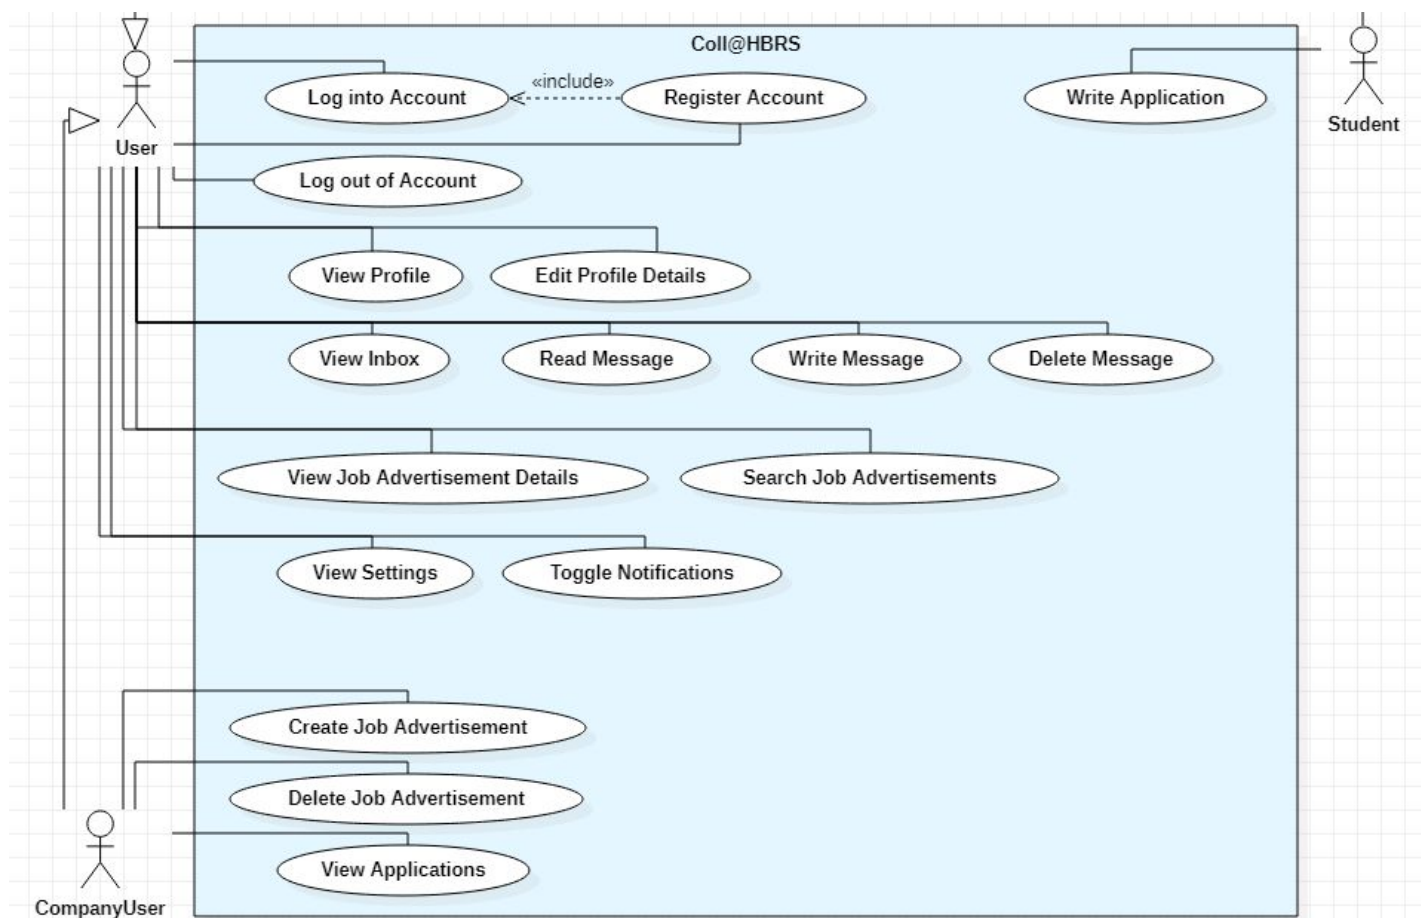 Coll@HBRS
«include»
Log into Account
Register Account
Write Application
Student
User
Log out of Account
View Profile
Edit Profile Details
View Inbox
Read Message
Write Message
Delete Message
View Job Advertisement Details
Search Job Advertisements
View Settings
Toggle Notifications
Create Job Advertisement
Delete Job Advertisement
View Applications
CompanyUser